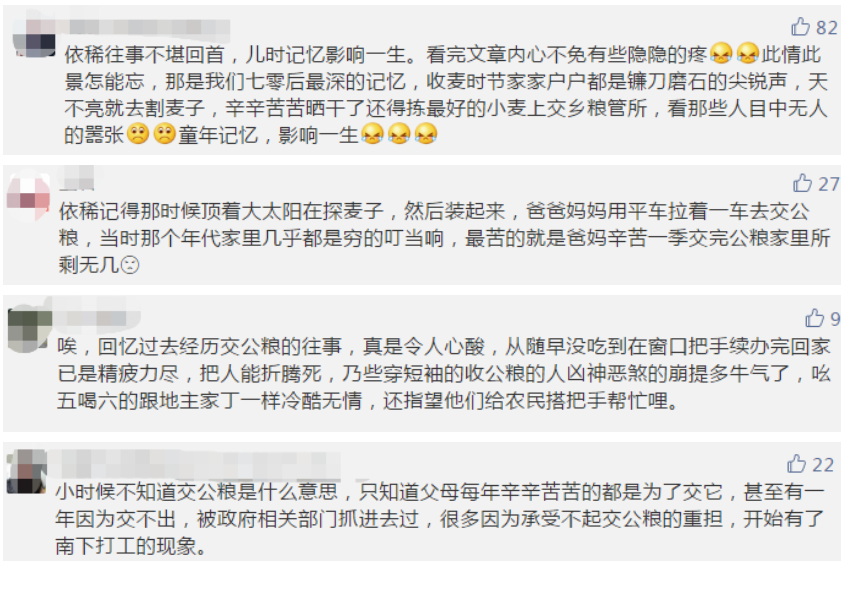 82
依稀往事不堪回首，儿时记忆影响一生。看完文章内心不免有些隐隐的疼😹😹此情此
景怎能忘，那是我们七零后最深的记忆，收麦时节家家户户都是镰刀磨石的尖锐声，天
不亮就去割麦子，辛辛苦苦晒干了还得拣最好的小麦上交乡粮管所，看那些人目中无人
的嚣张🙁🙁童年记忆，影响一生😹😹😹
27
依稀记得那时候顶着大太阳在探麦子，然后装起来，爸爸妈妈用平车拉着一车去交公
粮，当时那个年代家里几乎都是穷的叮当响，最苦的就是爸妈辛苦一季交完公粮家里所
剩无几☹
9
唉，回忆过去经历交公粮的往事，真是令人心酸，从随早没吃到在窗口把手续办完回家
已是精疲力尽，把人能折腾死，乃些穿短袖的收公粮的人凶神恶煞的崩提多牛气了，吆
五喝六的跟地主家丁一样冷酷无情，还指望他们给农民搭把手帮忙哩。
22
小时候不知道交公粮是什么意思，只知道父母每年辛辛苦苦的都是为了交它，甚至有一
年因为交不出，被政府相关部门抓进去过，很多因为承受不起交公粮的重担，开始有了
南下打工的现象。